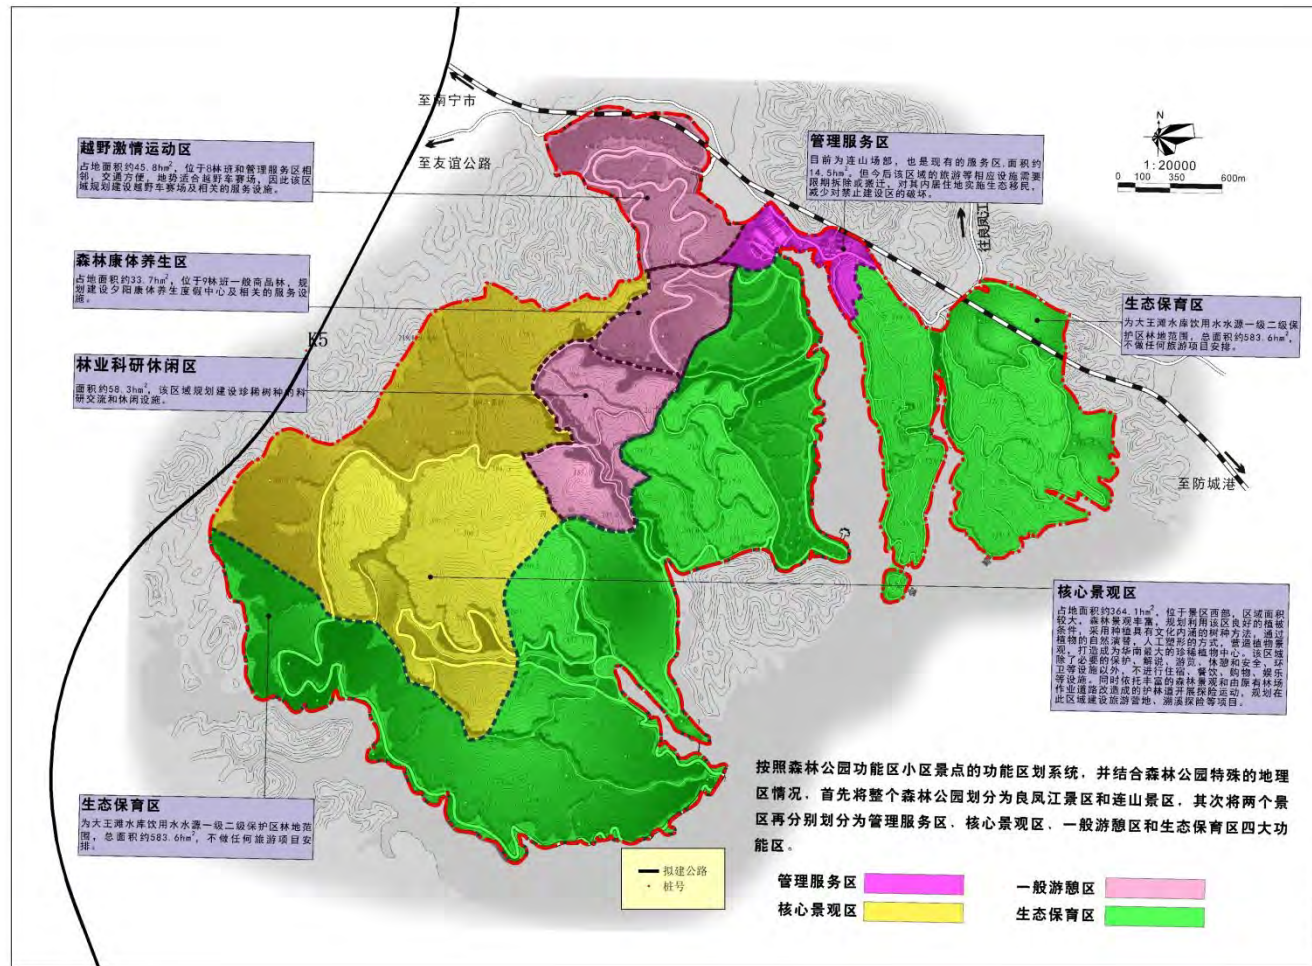 至南宁市
至友谊公路
越野激情运动区
占地面积约45.8hm²，位于8林班和管理服务区相
邻，交通方便，地势适合越野车赛场，因此该区
域规划建设越野车赛场及相关的服务设施。
管理服务区
目前为连山场部，也是现有的服务区，面积约
14.5hm²，但今后该区域的旅游等相应设施需要
限期拆除或搬迁，对其内居住地实施生态移民，
减少对禁止建设区的破坏。
N
1:20000
0 100 350 600m
往良凤江
森林康体养生区
占地面积约33.7hm²，位于9林班一般商品林，规
划建设夕阳康体养生度假中心及相关的服务设
施。
生态保育区
为大王滩水库饮用水水源一级二级保
护区林地范围，总面积约583.6hm²，
不做任何旅游项目安排。
K5
林业科研休闲区
面积约58.3hm²，该区域规划建设珍稀树种的科
研交流和休闲设施。
至防城港
核心景观区
占地面积约364.1hm²，位于景区西部，区域面积
较大，森林景观丰富，规划利用该区良好的植被
条件，采用种植具有文化内涵的树种方法，通过
植物的自然演替，人工塑形的方式，营造植物景
观，打造成为华南最大的珍稀植物中心。该区域
除了必要的保护、解说、游览、休憩和安全、环
卫等设施以外，不进行住宿、餐饮、购物、娱乐
等设施。同时依托丰富的森林景观和由原有林场
作业道路改造成的护林道开展探险运动，规划在
此区域建设旅游营地、溯溪探险等项目。
生态保育区
为大王滩水库饮用水水源一级二级保护区林地范
围，总面积约583.6hm²，不做任何旅游项目安
排。
按照森林公园功能区小区景点的功能区划系统，并结合森林公园特殊的地理
区情况，首先将整个森林公园划分为良凤江景区和连山景区，其次将两个景
区再分别划分为管理服务区、核心景观区、一般游憩区和生态保育区四大功
能区。
拟建公路
桩号
管理服务区
一般游憩区
核心景观区
生态保育区